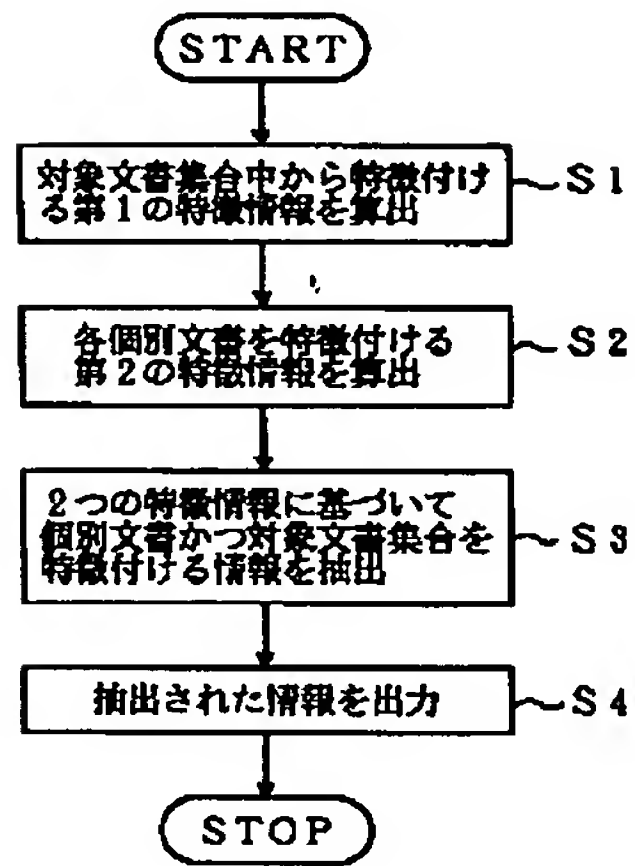 START
対象文書集合中から特徴付け
る第1の特徴情報を算出
S1
各個別文書を特徴付ける
第2の特徴情報を算出
S2
2つの特徴情報に基づいて
個別文書かつ対象文書集合を
特徴付ける情報を抽出
S3
抽出された情報を出力
S4
STOP